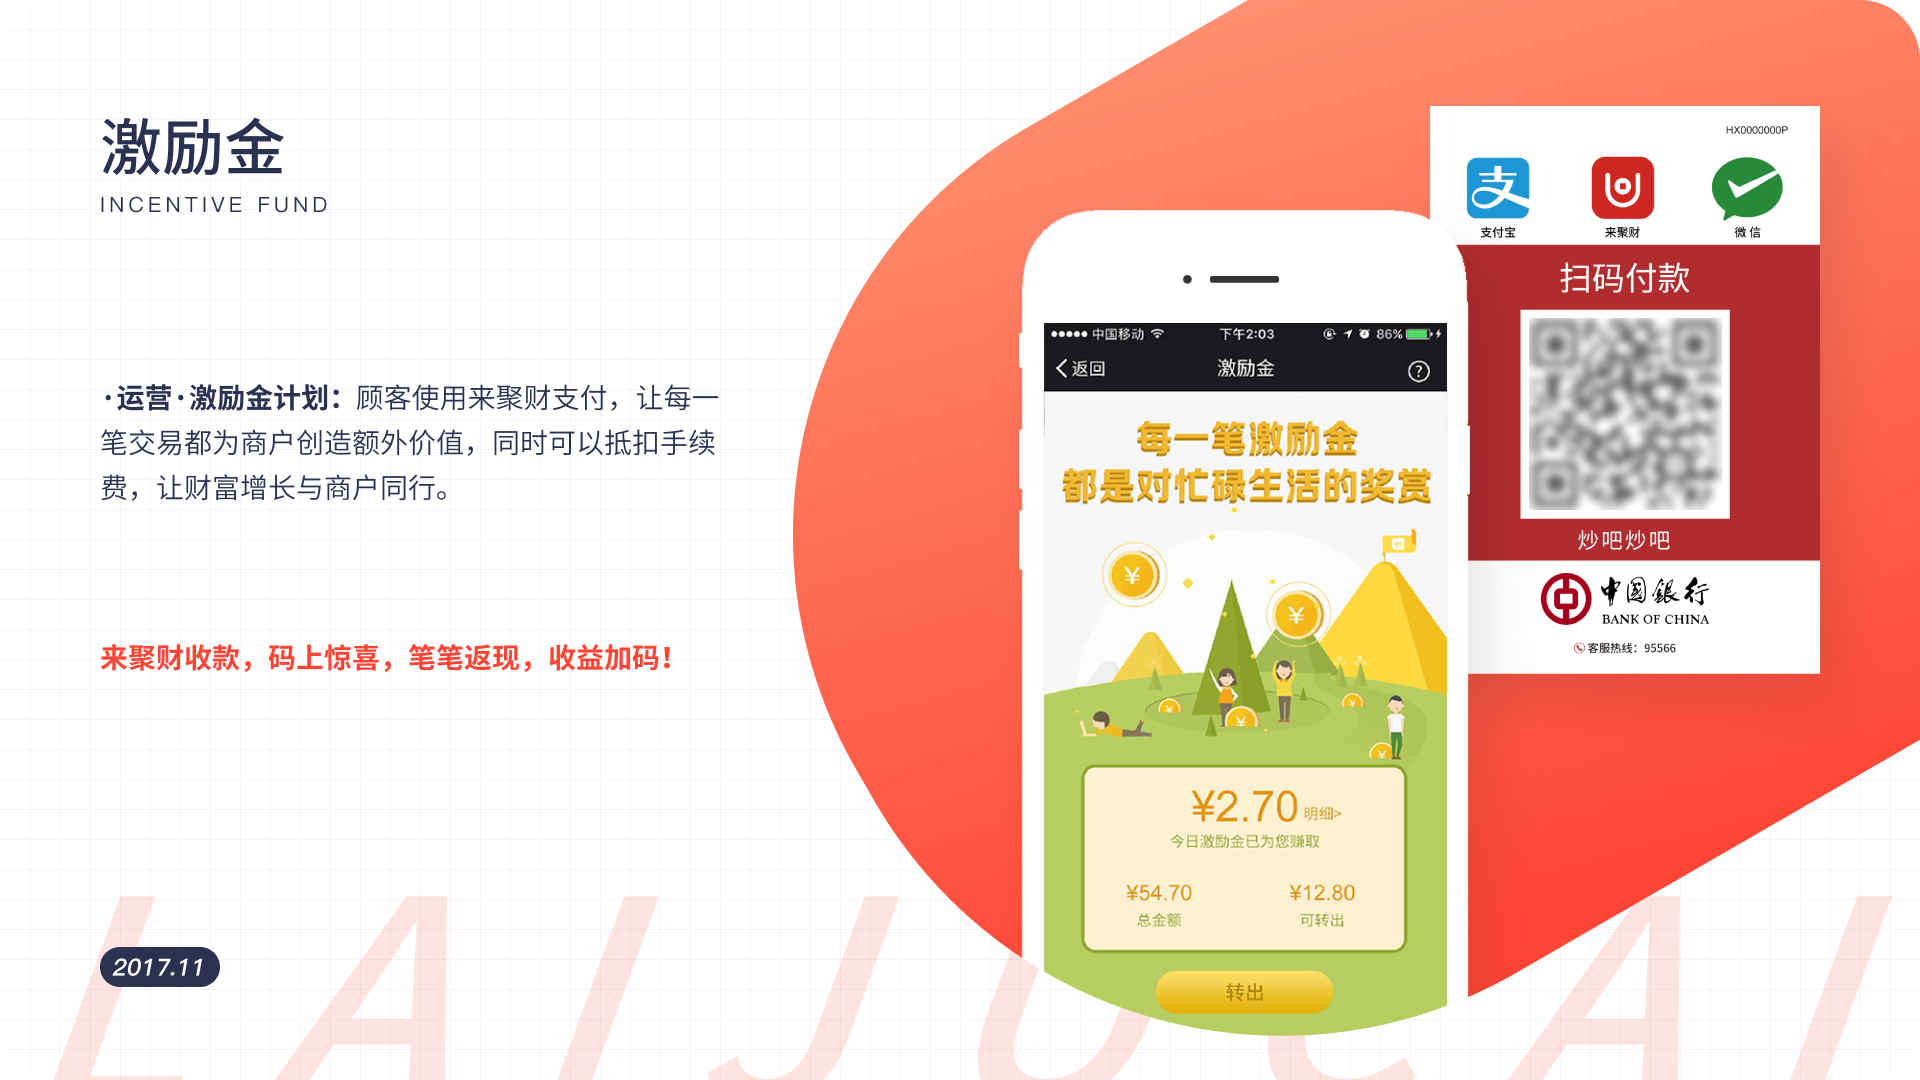 激励金
INCENTIVE FUND
·运营·激励金计划：顾客使用来聚财支付，让每一
笔交易都为商户创造额外价值，同时可以抵扣手续
费，让财富增长与商户同行。
来聚财收款，码上惊喜，笔笔返现，收益加码！
2017.11
LAIJUCAI
中国移动
下午2:03
86%
返回
激励金
?
每一笔激励金
都是对忙碌生活的奖赏
¥
¥
¥
¥
¥
¥
¥2.70 明细>
今日激励金已为您赚取
¥54.70
¥12.80
总金额
可转出
转出
HX0000000P
支
支付宝
来聚财
微信
扫码付款
炒吧炒吧
中國銀行
BANK OF CHINA
客服热线：95566